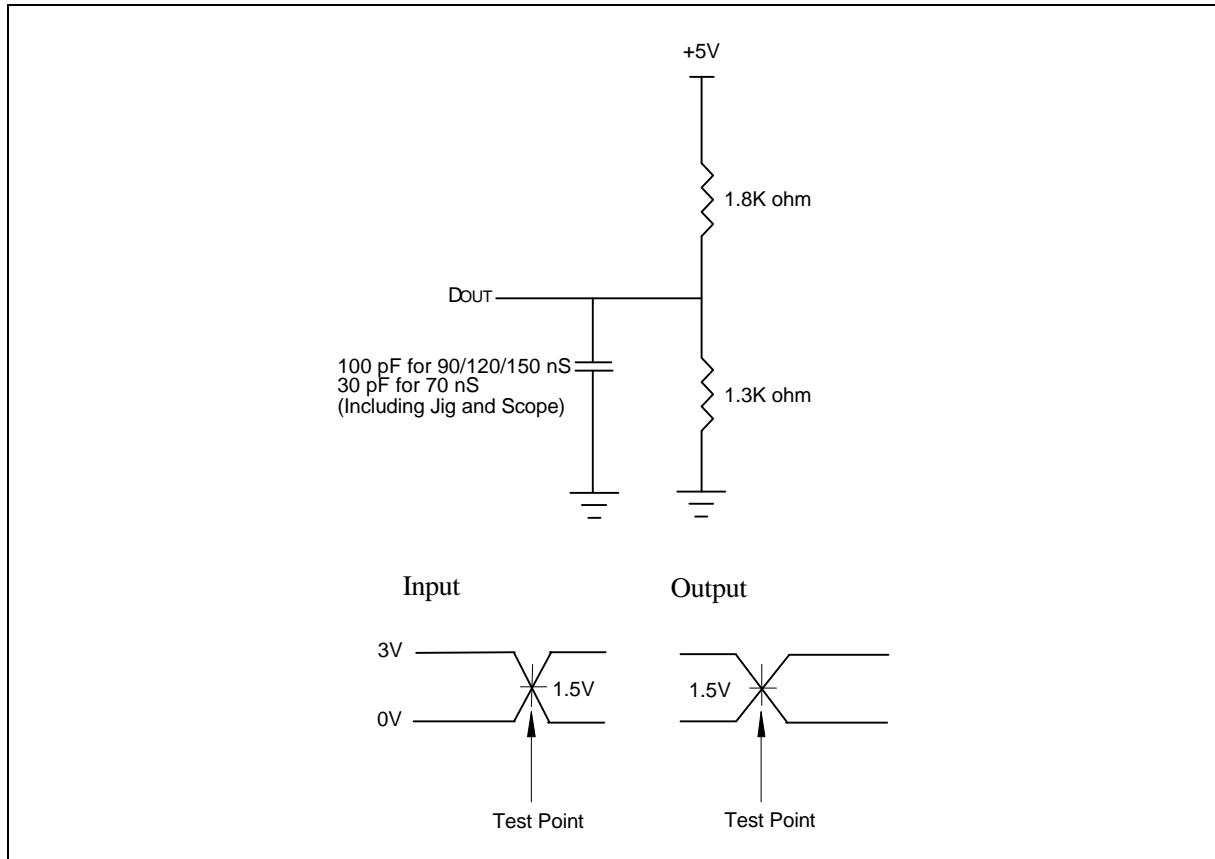 +5V
1.8K ohm
DOUT
100 pF for 90/120/150 nS
30 pF for 70 nS
(Including Jig and Scope)
1.3K ohm
Input
Output
3V
1.5V
1.5V
0V
Test Point
Test Point